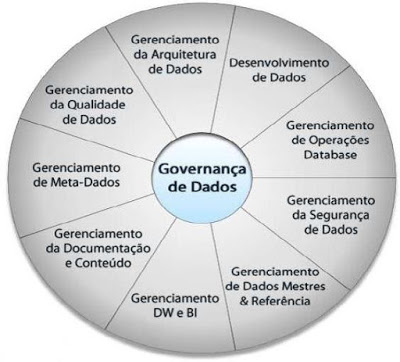 Gerenciamento
da Arquitetura
de Dados
Desenvolvimento
de Dados
Gerenciamento
de Operações
Database
Gerenciamento
da Segurança
de Dados
Gerenciamento
de Dados Mestres
& Referência
Gerenciamento
DW e BI
Gerenciamento
da Documentação
e Conteúdo
Gerenciamento
de Meta-Dados
Gerenciamento
da Qualidade
de Dados
Governança
de Dados